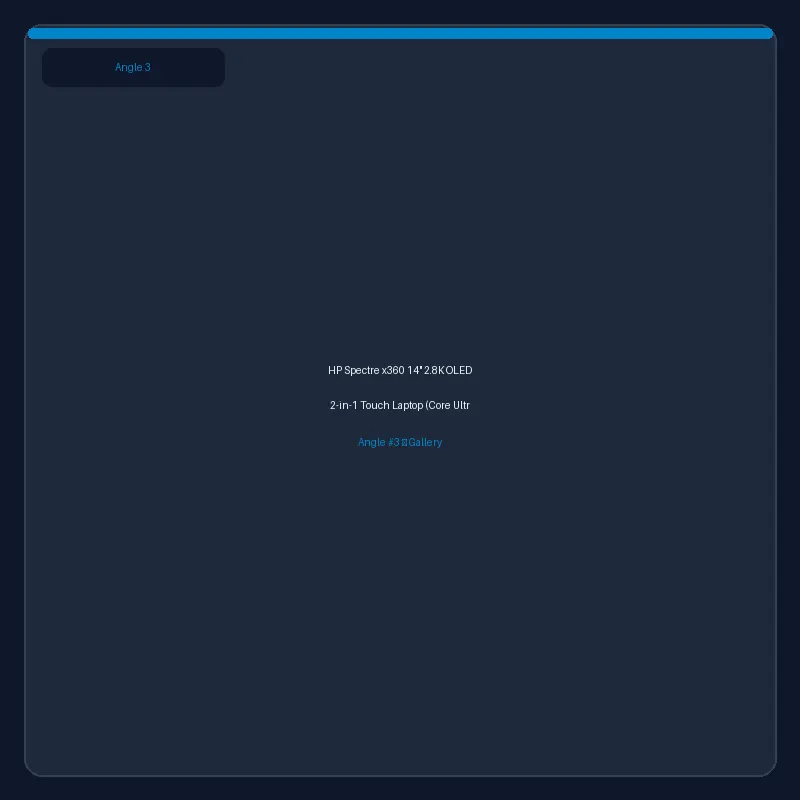 Angle 3
HP Spectre x360 14" 2.8K OLED
2-in-1 Touch Laptop (Core Ultr
Angle #3 ▯ Gallery